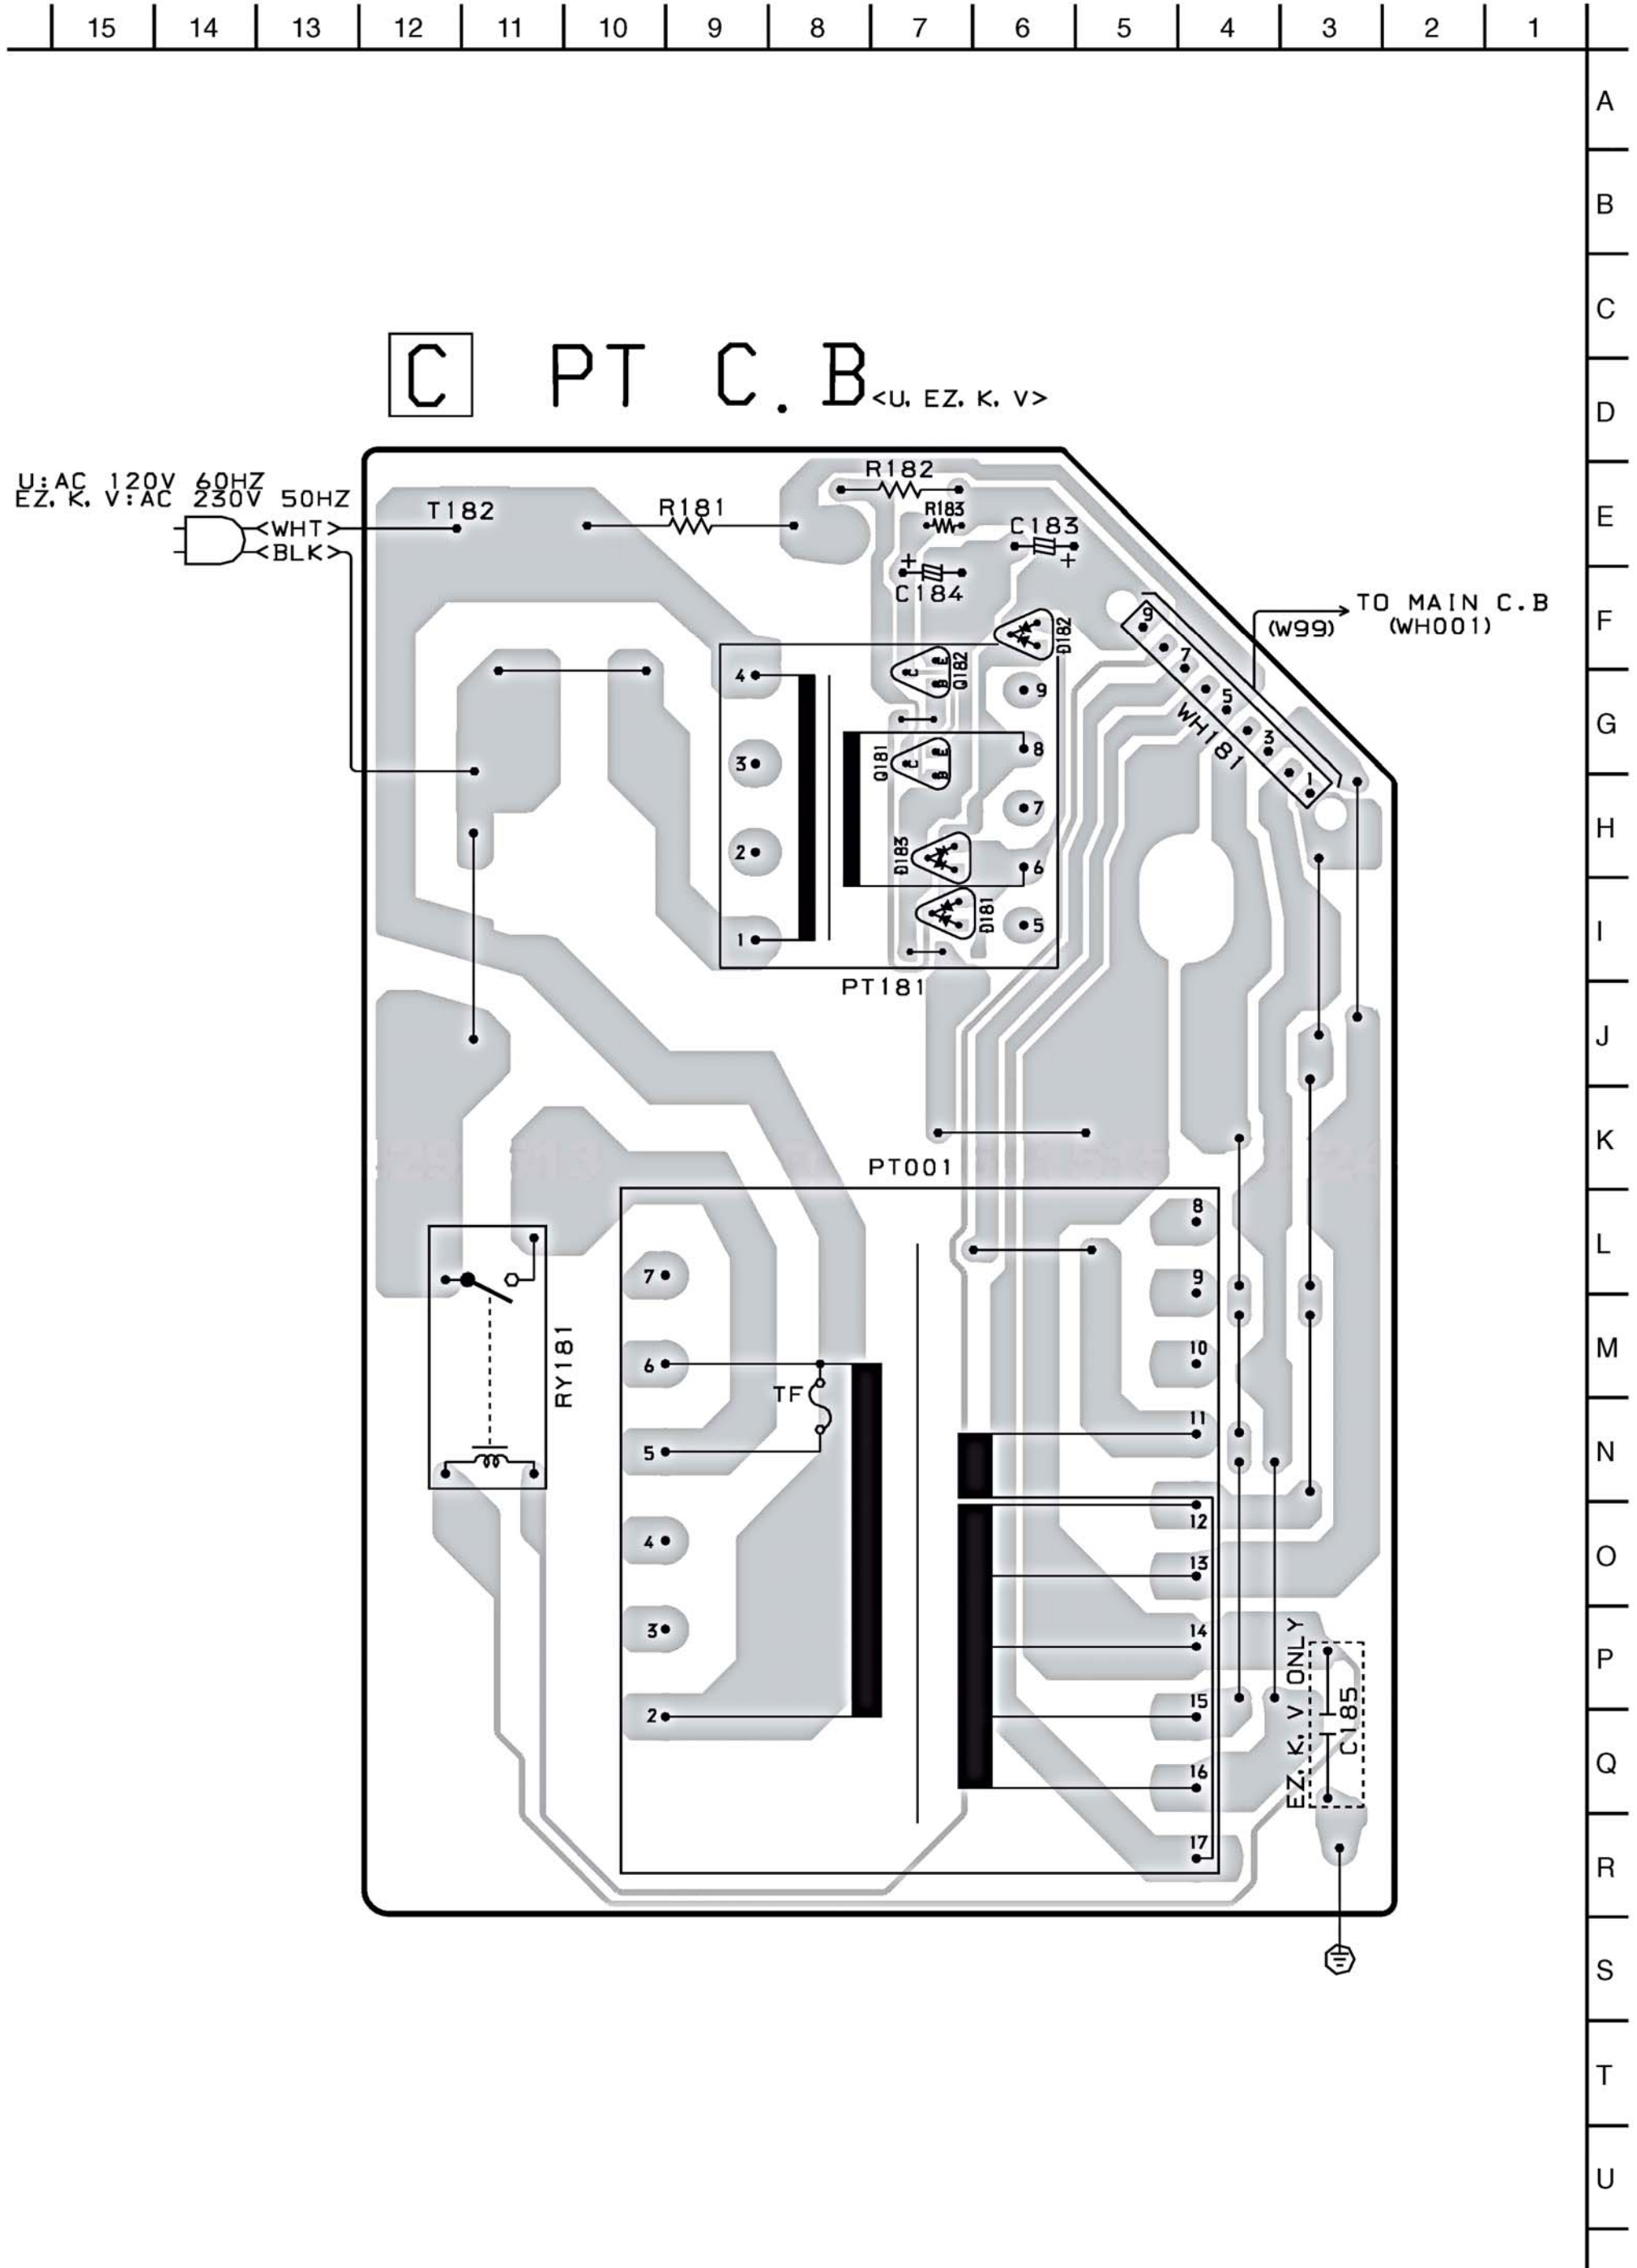 15 14 13 12 11 10 9 8 7 6 5 4 3 2 1
A
B
C
C PT C.B <U, EZ, K, V>
D
U:AC 120V 60HZ
EZ, K, V:AC 230V 50HZ
<WHT>
<BLK>
T182
R181
R182
R183
C183
+
E
+
C184
TO MAIN C.B
(W99)
(WH001)
F
D182
Q182
C E B
9 7 5 3 1
WH181
G
Q181
C E B
4
3
2
1
9
8
7
6
5
H
D183
D181
I
PT181
J
K
PT001
L
7
6
5
4
3
2
8
9
10
11
12
13
14
15
16
17
RY181
TF
M
N
O
EZ, K, V ONLY
C185
P
Q
R
S
T
U